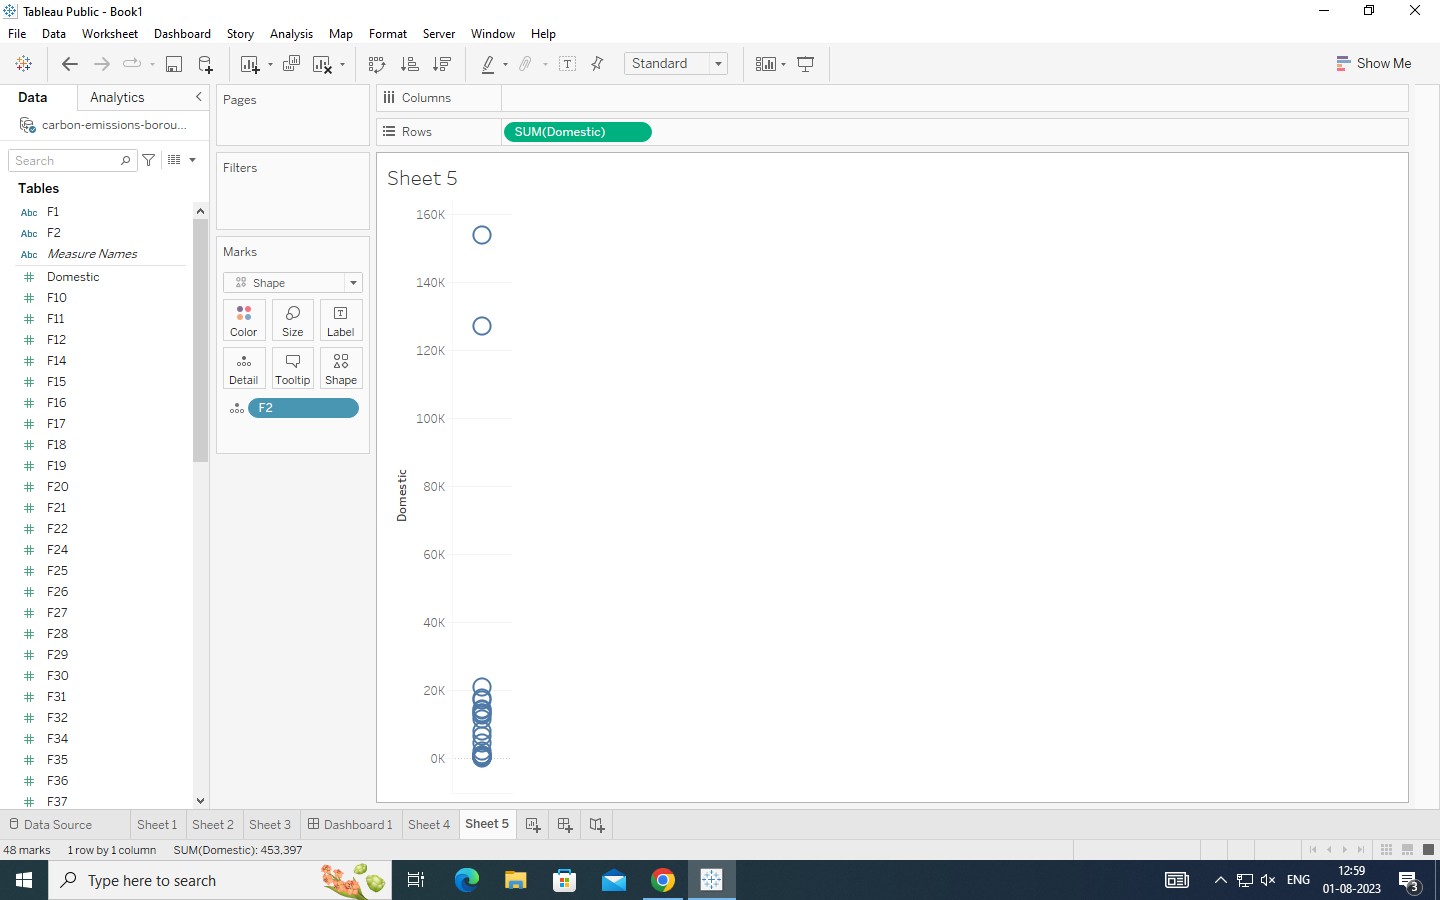 Tableau Public - Book1
File Data Worksheet Dashboard Story Analysis Map Format Server Window Help
Standard
Show Me
Data Analytics
carbon-emissions-borou...
Search
Tables
Abc F1
Abc F2
Abc Measure Names
Domestic
F10
F11
F12
F14
F15
F16
F17
F18
F19
F20
F21
F22
F24
F25
F26
F27
F28
F29
F30
F31
F32
F34
F35
F36
F37
Pages
Filters
Marks
Shape
Color Size Label
Detail Tooltip Shape
F2
Columns
Rows SUM(Domestic)
Sheet 5
160K
140K
120K
100K
80K
60K
40K
20K
0K
Domestic
Data Source Sheet 1 Sheet 2 Sheet 3 Dashboard 1 Sheet 4 Sheet 5
48 marks 1 row by 1 column SUM(Domestic): 453,397
Type here to search
ENG
12:59
01-08-2023
3